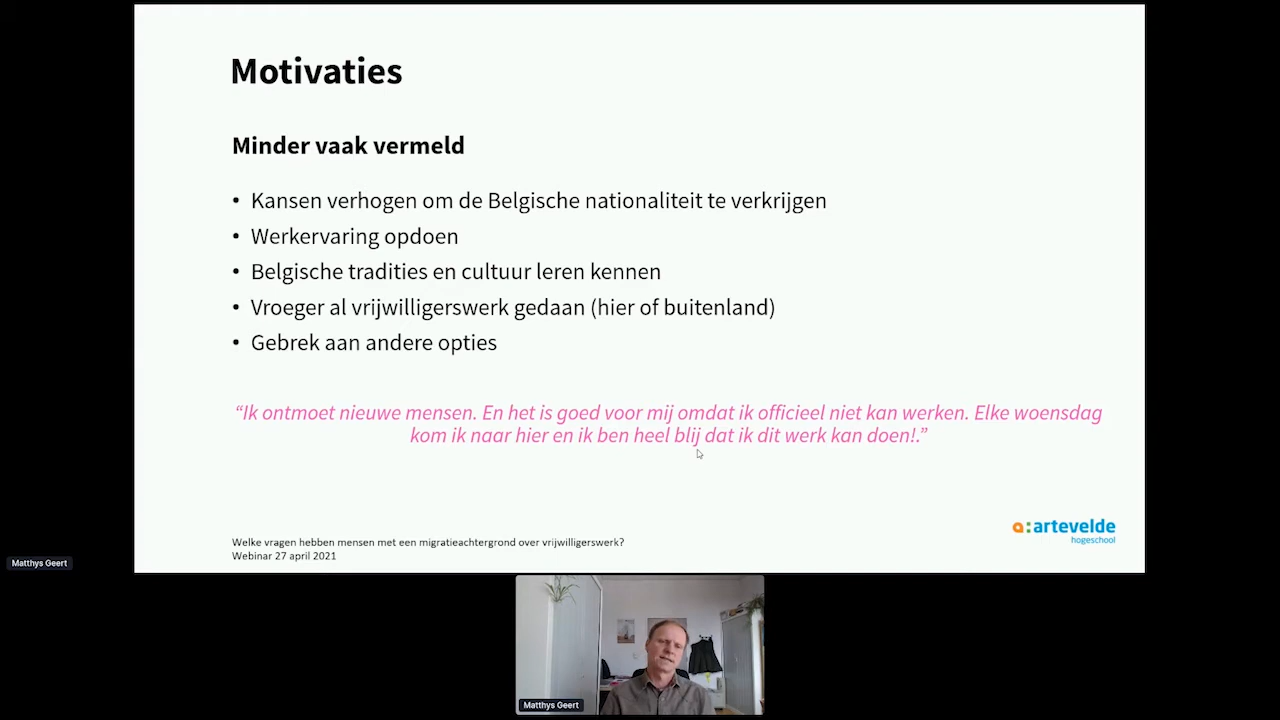 Motivaties
Minder vaak vermeld
• Kansen verhogen om de Belgische nationaliteit te verkrijgen
• Werkervaring opdoen
• Belgische tradities en cultuur leren kennen
• Vroeger al vrijwilligerswerk gedaan (hier of buitenland)
• Gebrek aan andere opties
“Ik ontmoet nieuwe mensen. En het is goed voor mij omdat ik officieel niet kan werken. Elke woensdag
kom ik naar hier en ik ben heel blij dat ik dit werk kan doen!.”
a:artevelde
hogeschool
Welke vragen hebben mensen met een migratieachtergrond over vrijwilligerswerk?
Webinar 27 april 2021
Matthys Geert
Matthys Geert